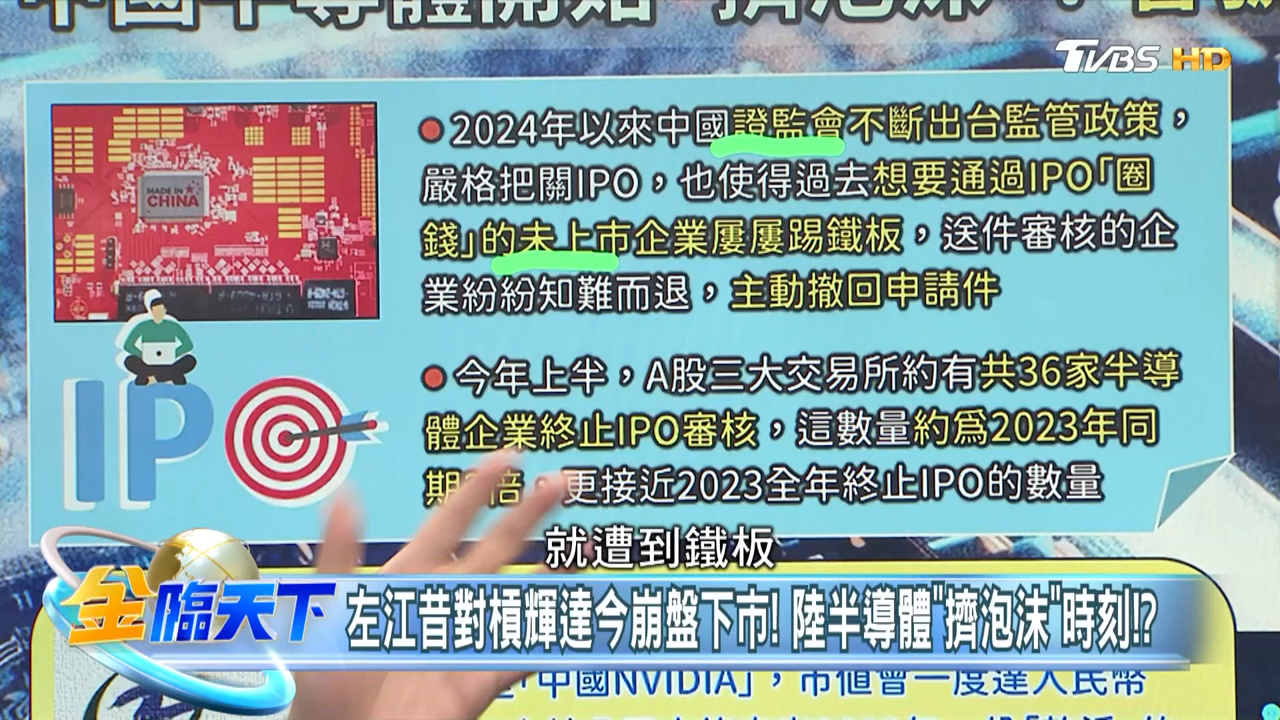 中國半導體開始"擠泡沫"
TVBS HD
MADE IN
CHINA
●2024年以來中國證監會不斷出台監管政策，
嚴格把關IPO，也使得過去想要通過IPO「圈
錢」的未上市企業屢屢踢鐵板，送件審核的企
業紛紛知難而退，主動撤回申請件
●今年上半，A股三大交易所約有共36家半導
體企業終止IPO審核，這數量約為2023年同
期 倍，更接近2023全年終止IPO的數量
IPO
就遭到鐵板
金臨天下
左江昔對槓輝達今崩盤下市! 陸半導體"擠泡沫"時刻!?
「中國NVIDIA」，市值曾一度達人民幣